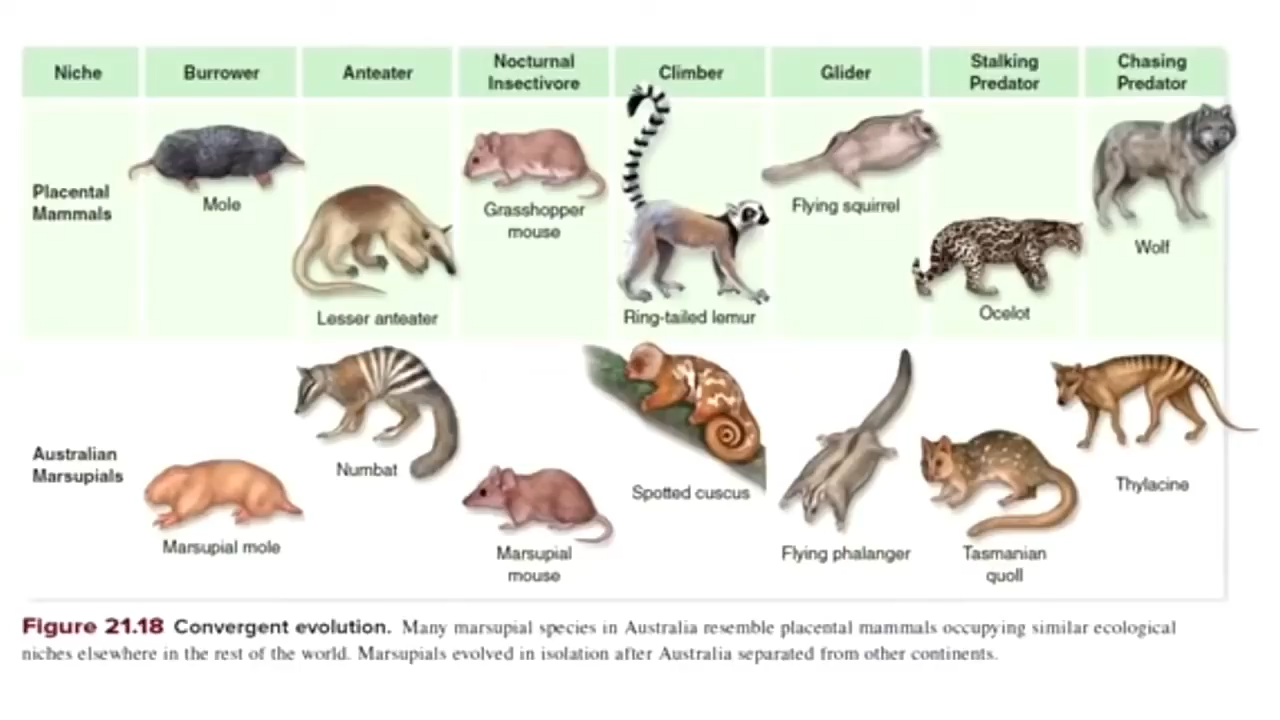 Niche
Burrower
Anteater
Nocturnal
Insectivore
Climber
Glider
Stalking
Predator
Chasing
Predator
Placental
Mammals
Mole
Lesser anteater
Grasshopper
mouse
Ring-tailed lemur
Flying squirrel
Ocelot
Wolf
Australian
Marsupials
Marsupial mole
Numbat
Marsupial
mouse
Spotted cuscus
Flying phalanger
Tasmanian
quoll
Thylacine
Figure 21.18 Convergent evolution. Many marsupial species in Australia resemble placental mammals occupying similar ecological
niches elsewhere in the rest of the world. Marsupials evolved in isolation after Australia separated from other continents.